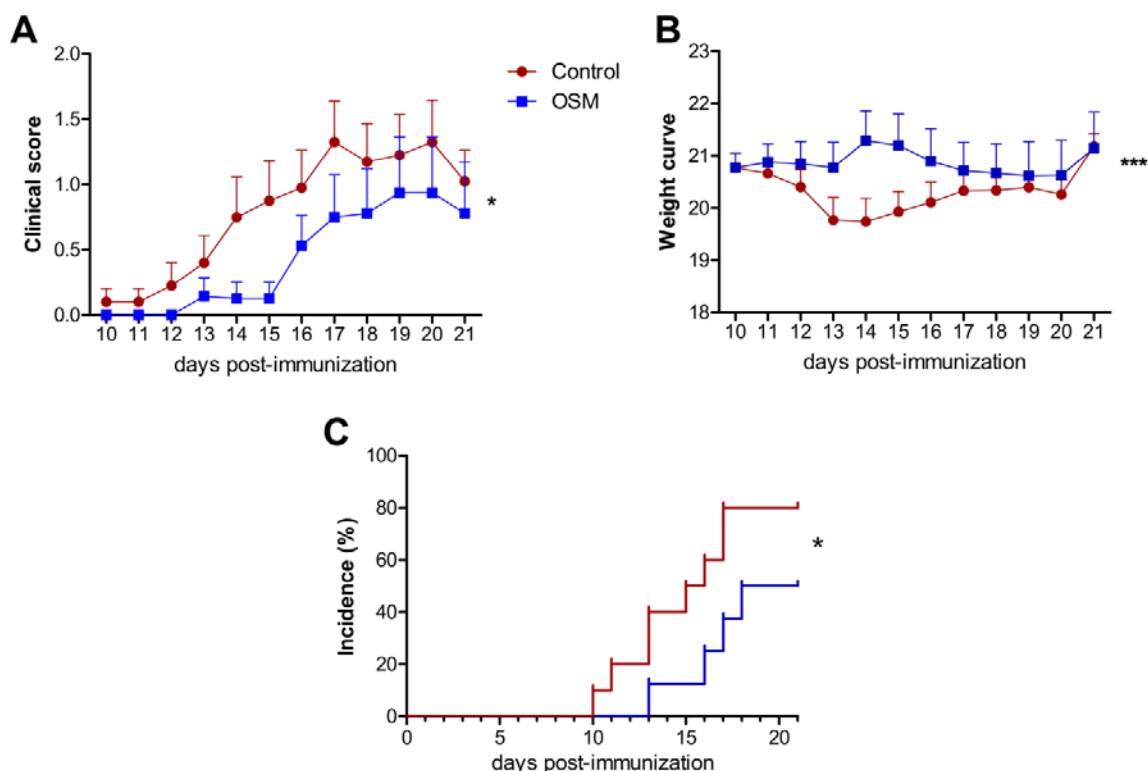 A
Clinical score
2.0
1.5
1.0
0.5
0.0
10 11 12 13 14 15 16 17 18 19 20 21
days post-immunization
Control
OSM
*
B
Weight curve
23
22
21
20
19
18
10 11 12 13 14 15 16 17 18 19 20 21
days post-immunization
***
C
Incidence (%)
100
80
60
40
20
0
0 5 10 15 20
days post-immunization
*